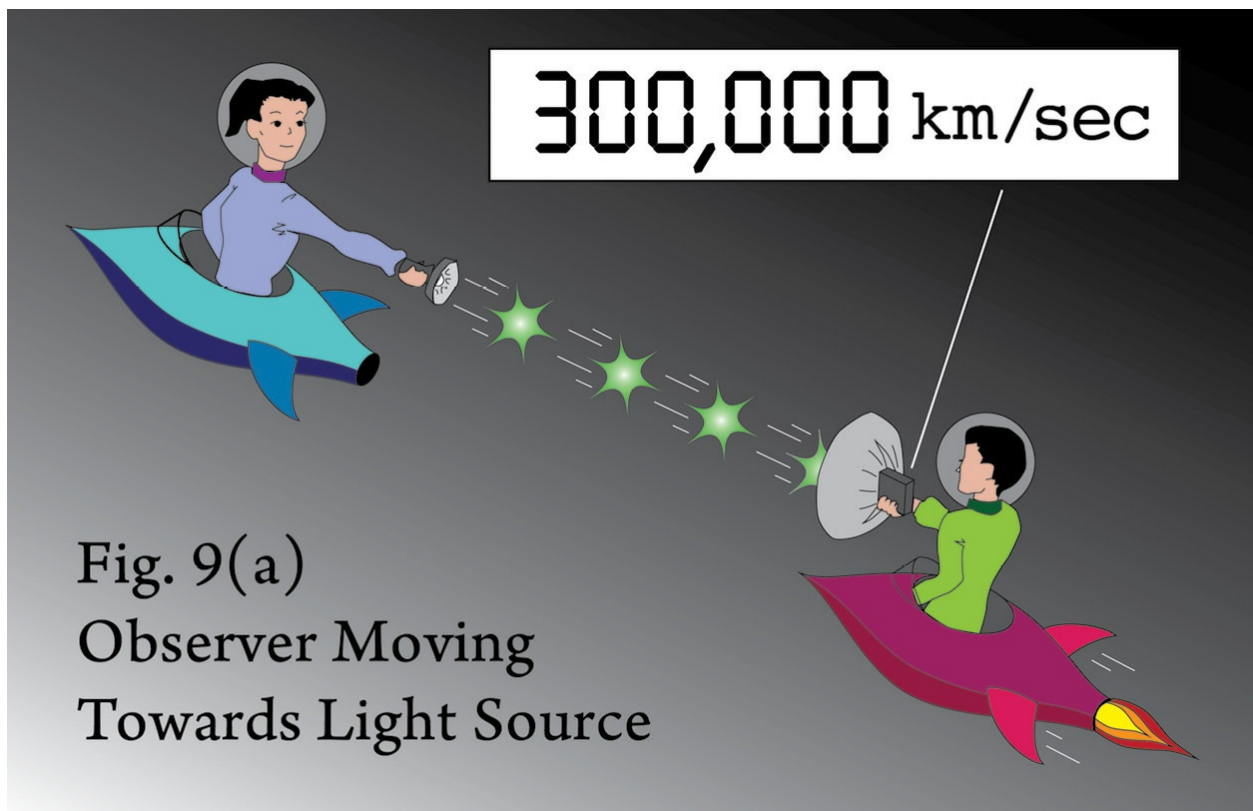 300,000 km/sec
Fig. 9(a)
Observer Moving
Towards Light Source